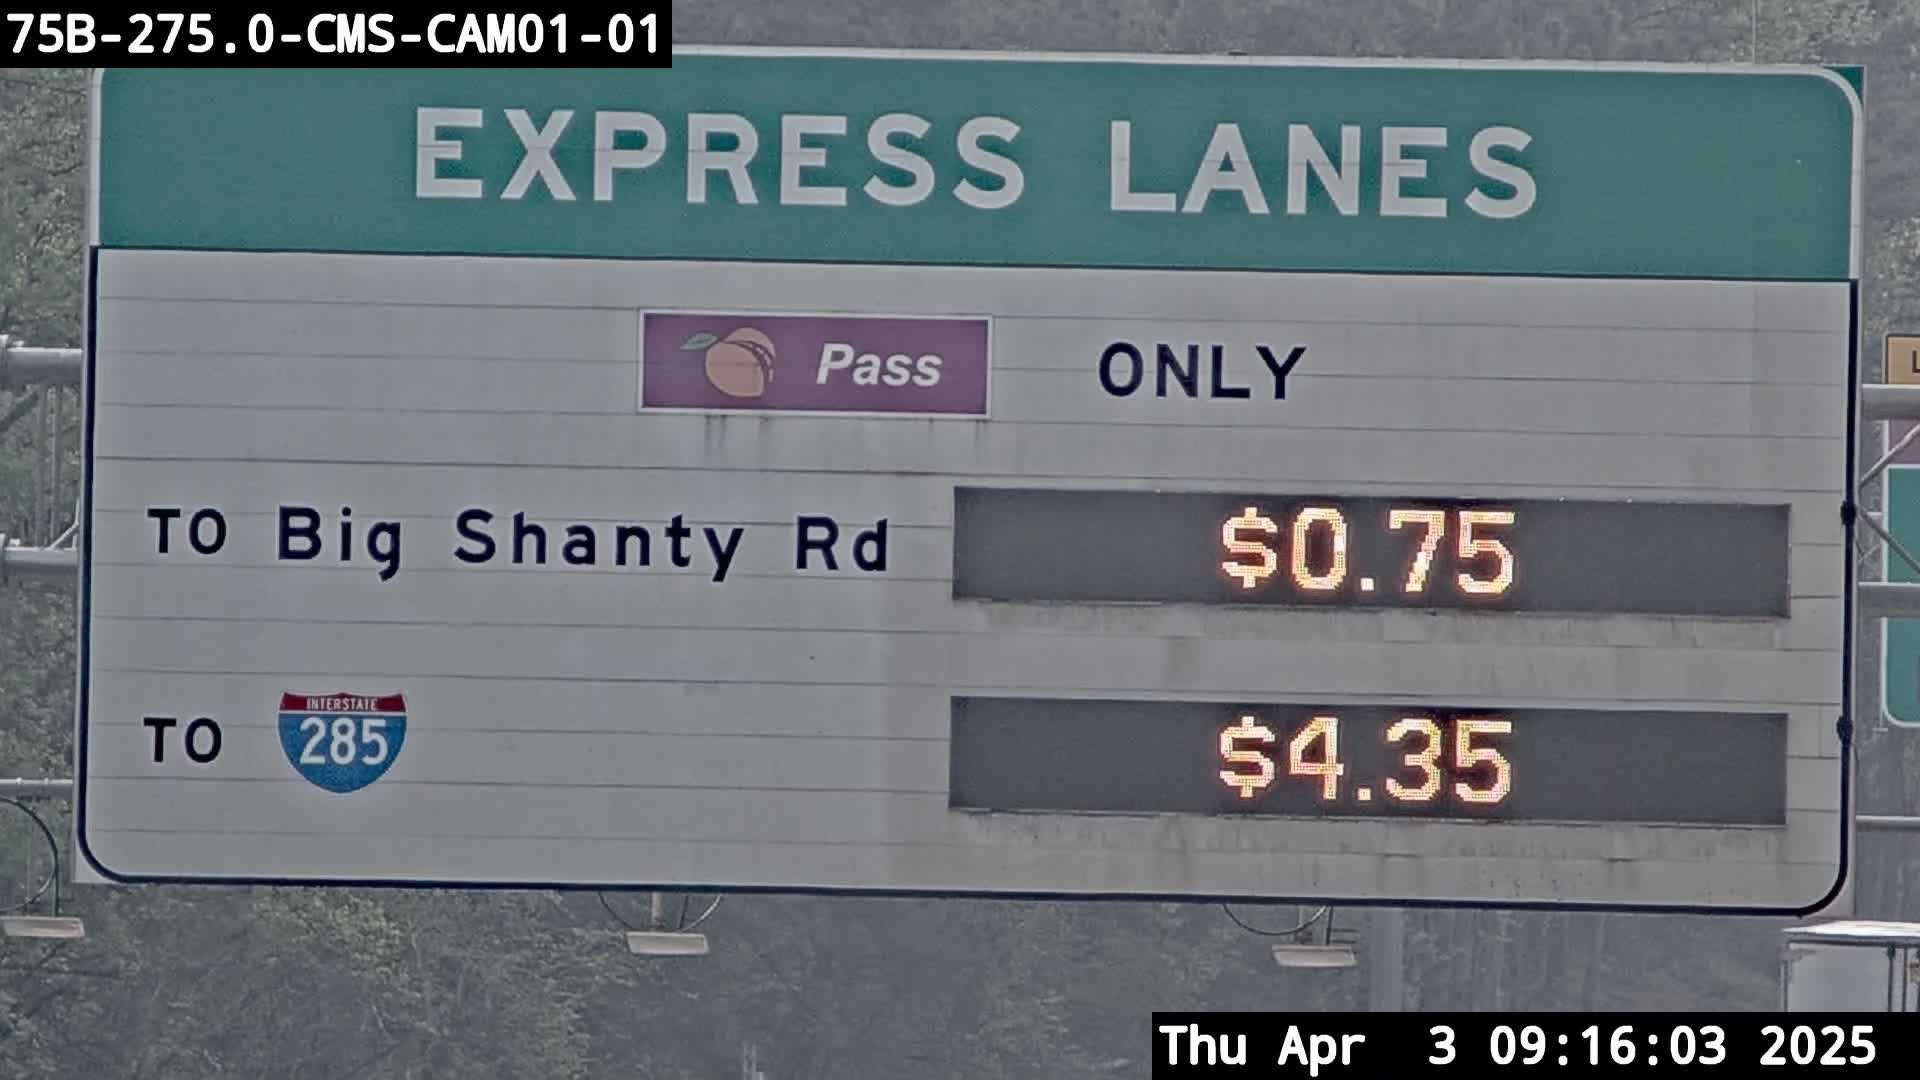 75B-275.0-CMS-CAM01-01
EXPRESS LANES
Pass ONLY
TO Big Shanty Rd $0.75
INTERSTATE
TO 285 $4.35
Thu Apr 3 09:16:03 2025